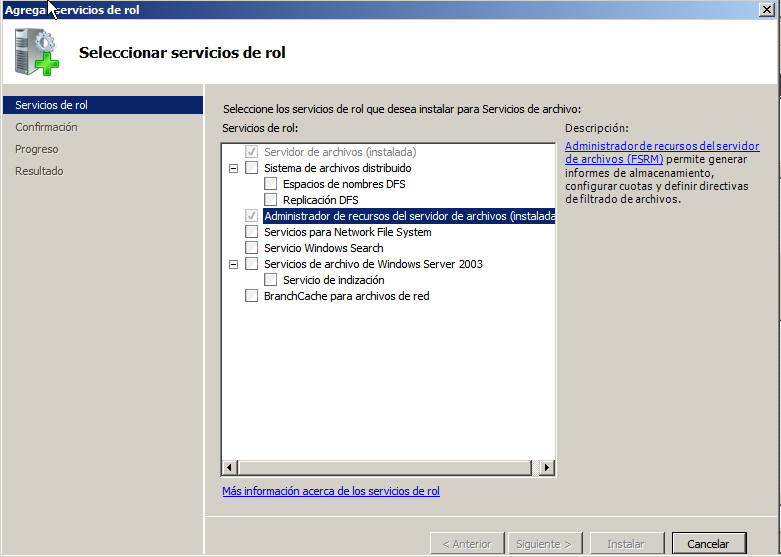 Agregar servicios de rol
Seleccionar servicios de rol
Servicios de rol
Confirmación
Progreso
Resultado
Seleccione los servicios de rol que desea instalar para Servicios de archivo:
Servicios de rol:
Servidor de archivos (instalada)
Sistema de archivos distribuido
Espacios de nombres DFS
Replicación DFS
Administrador de recursos del servidor de archivos (instalada
Servicios para Network File System
Servicio Windows Search
Servicios de archivo de Windows Server 2003
Servicio de indización
BranchCache para archivos de red
Más información acerca de los servicios de rol
Descripción:
Administrador de recursos del servidor
de archivos (FSRM) permite generar
informes de almacenamiento,
configurar cuotas y definir directivas
de filtrado de archivos.
< Anterior
Siguiente >
Instalar
Cancelar